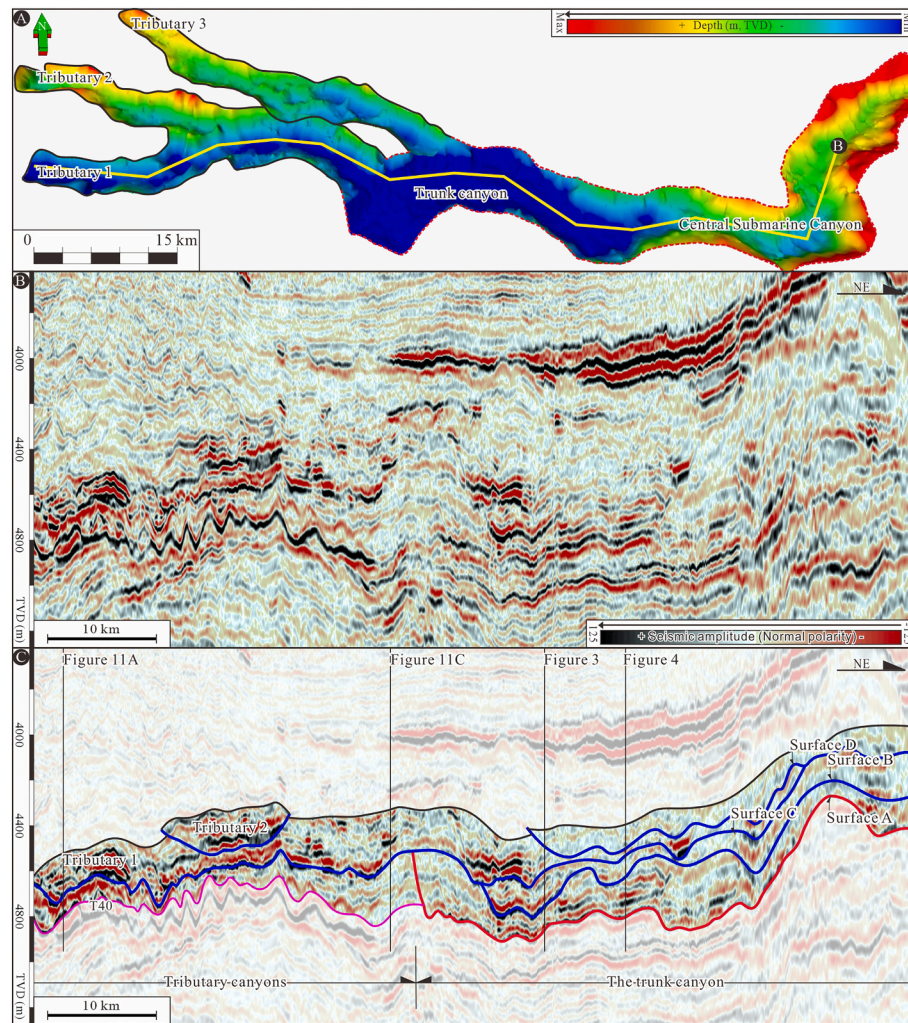 A
N
Tributary 3
Max
+ Depth (m, TVD) -
Min
Tributary 2
B
Tributary 1
Trunk canyon
Central Submarine Canyon
0 15 km
B
NE
4000
4400
4800
TVD (m)
10 km
125
+ Seismic amplitude (Normal polarity) -
-125
C
Figure 11A
Figure 11C
Figure 3
Figure 4
NE
4000
Surface D
Surface B
Surface C
Surface A
4400
Tributary 2
Tributary 1
T40
4800
Tributary canyons
The trunk canyon
TVD (m)
10 km